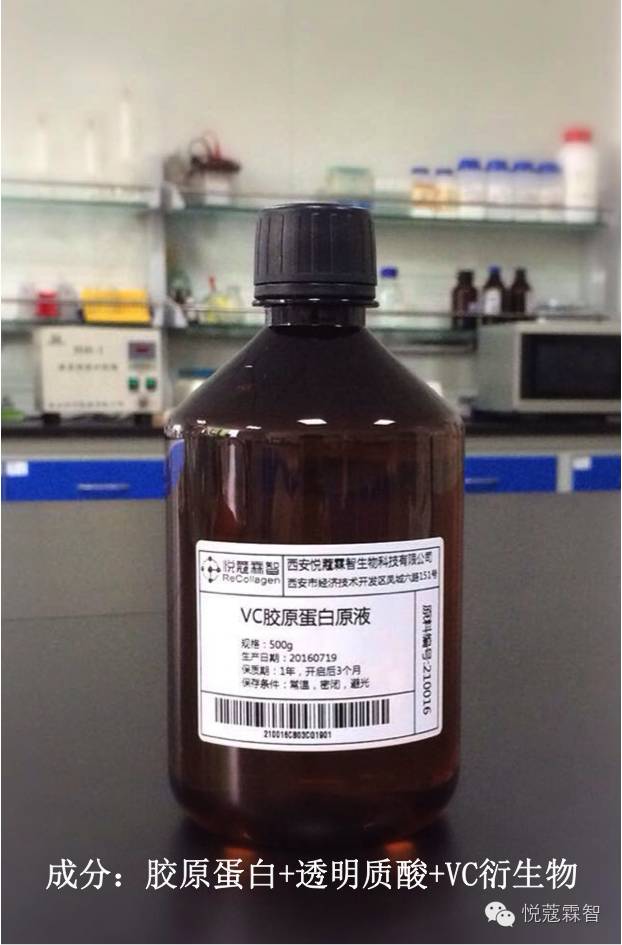 悦蔻霖智
ReCollagen
西安悦蔻霖智生物科技有限公司
西安市经济技术开发区凤城六路151号
VC胶原蛋白原液
规格：500g
生产日期：20160719
保质期：1年，开启后3个月
保存条件：常温，密闭，避光
210016CB03C01901
原料编号:210016
成分：胶原蛋白+透明质酸+VC衍生物
悦蔻霖智